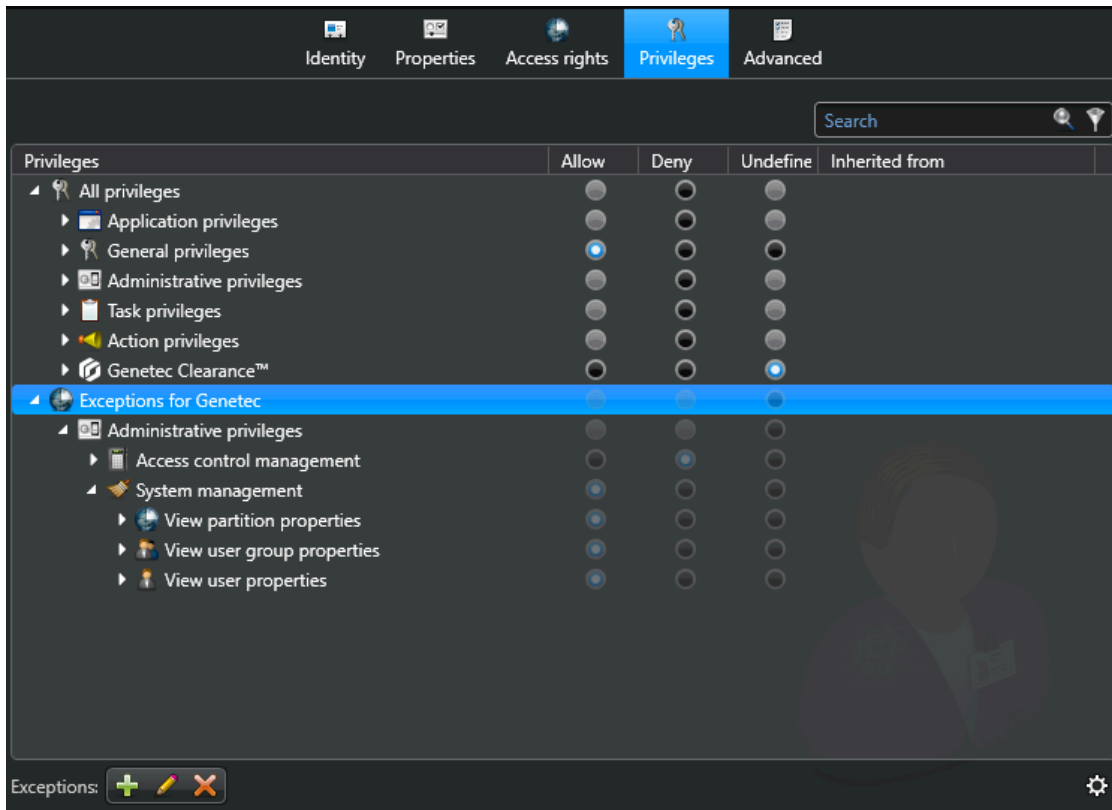 Identity Properties Access rights Privileges Advanced
Search
Privileges Allow Deny Undefine Inherited from
All privileges
Application privileges
General privileges
Administrative privileges
Task privileges
Action privileges
Genetec Clearance™
Exceptions for Genetec
Administrative privileges
Access control management
System management
View partition properties
View user group properties
View user properties
Exceptions: